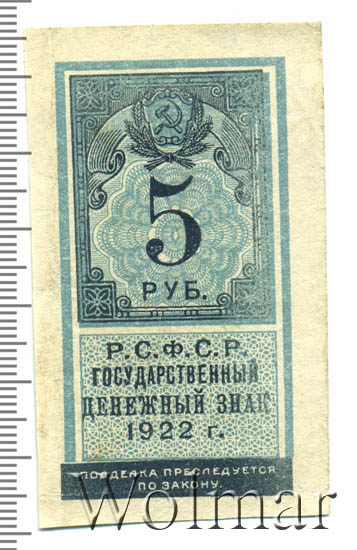 5
РУБ.
Р.С.Ф.С.Р.
ГОСУДАРСТВЕННЫЙ
ДЕНЕЖНЫЙ ЗНАК
1922 г.
ПОДДЕЛКА ПРЕСЛЕДУЕТСЯ
ПО ЗАКОНУ.
Wolmar